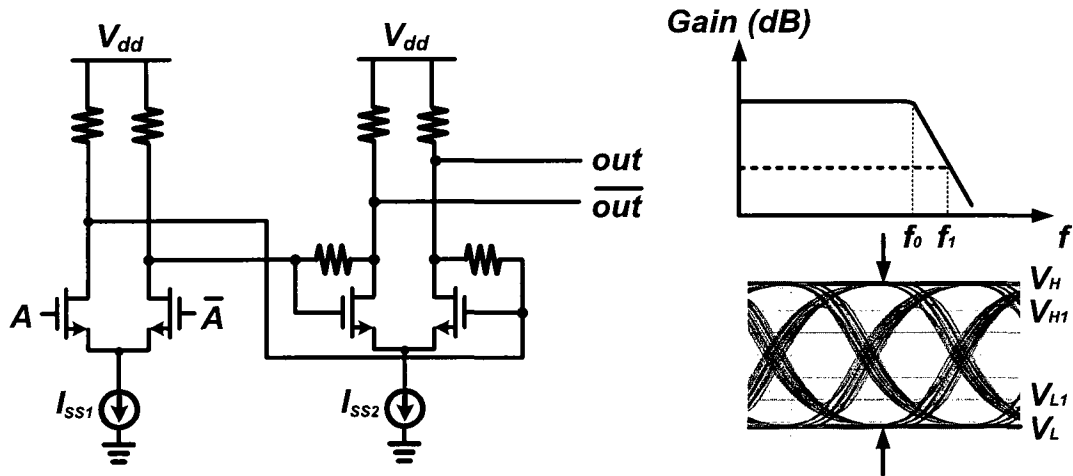 Vdd
Vdd
out
out
A
A
ISS1
ISS2
Gain (dB)
f0
f1
f
VH
VH1
VL1
VL